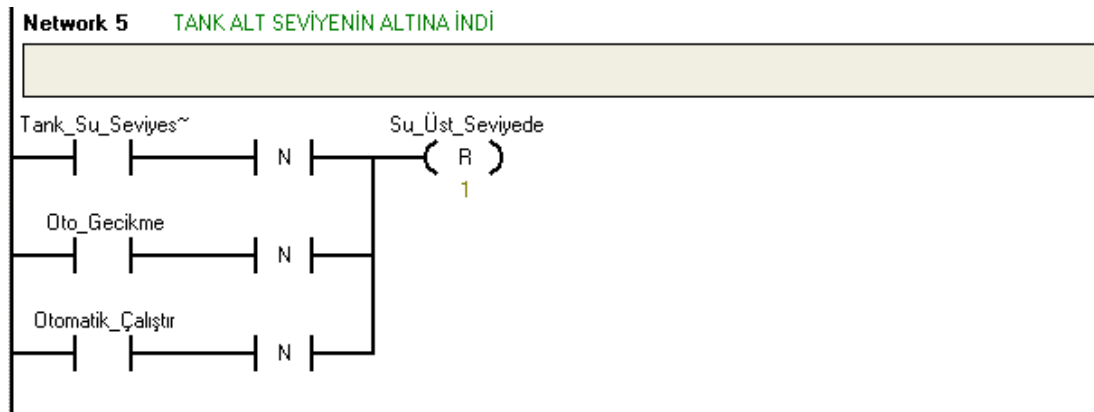 Network 5 TANK ALT SEVİYENİN ALTINA İNDİ
Tank_Su_Seviyes~ Su_Üst_Seviyede
N R
1
Oto_Gecikme
N
Otomatik_Çalıştır
N